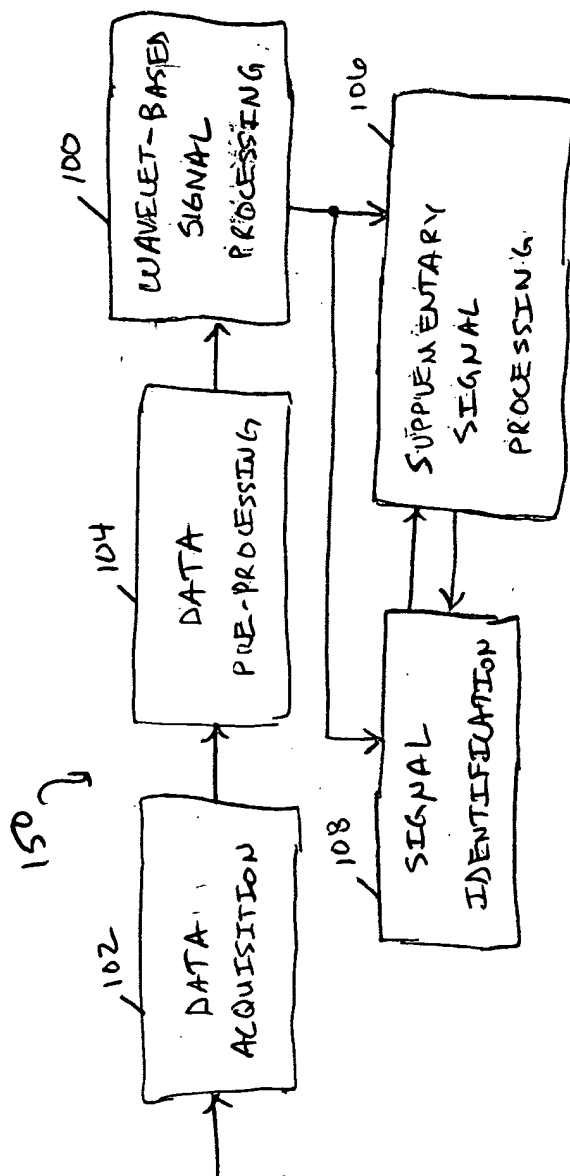 150
102
DATA
ACQUISITION
104
DATA
PRE-PROCESSING
100
WAVELET-BASED
SIGNAL
PROCESSING
108
SIGNAL
IDENTIFICATION
106
SUPPLEMENTARY
SIGNAL
PROCESSING